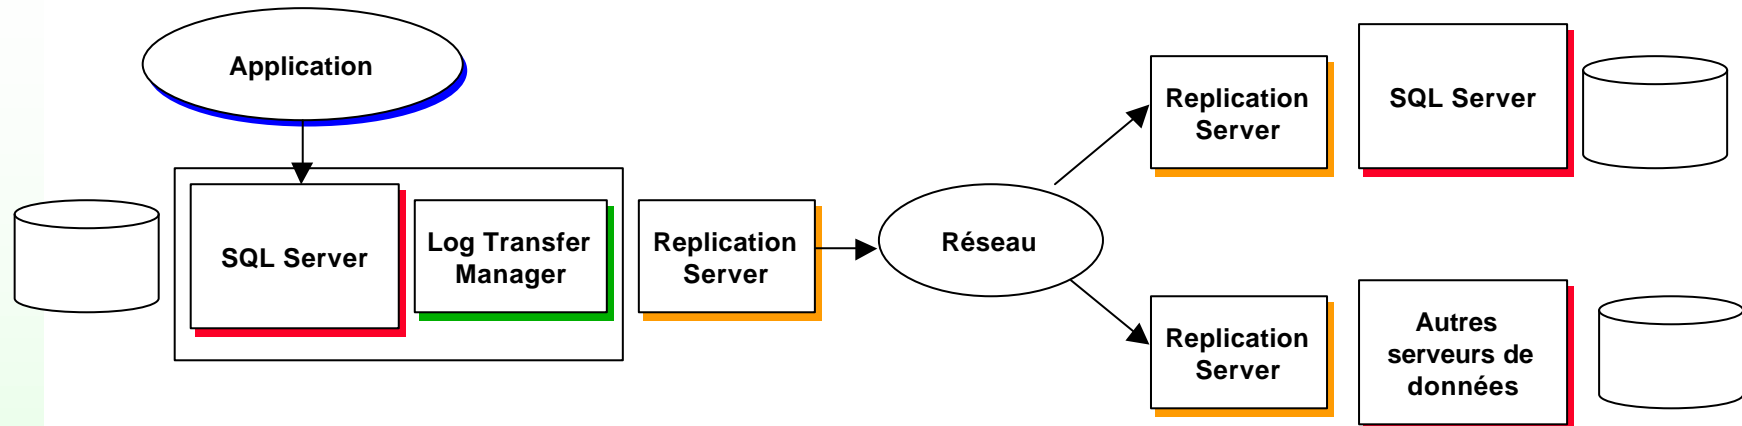 Application
SQL Server
Log Transfer
Manager
Replication
Server
Réseau
Replication
Server
SQL Server
Replication
Server
Autres
serveurs de
données